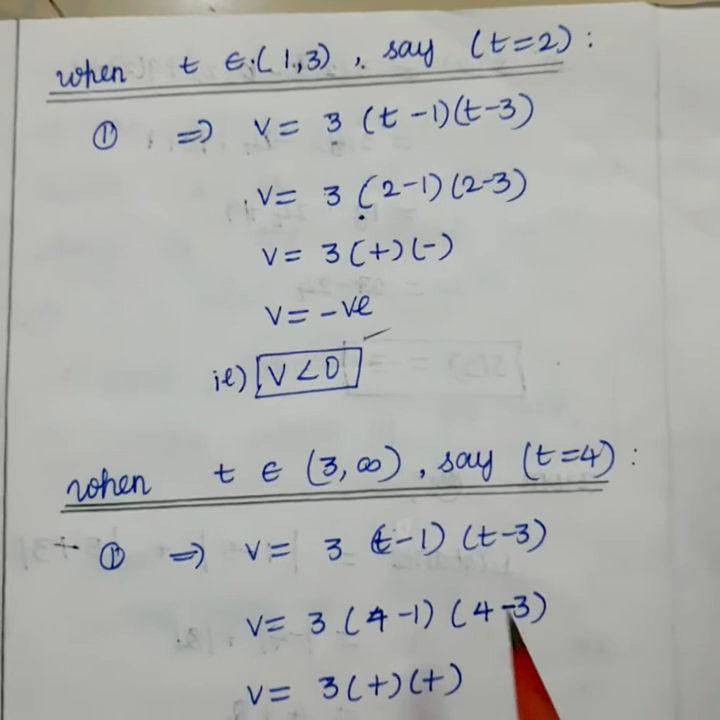 when t ∈ (1,3), say (t=2):
① ⇒ v = 3 (t-1)(t-3)
v = 3 (2-1)(2-3)
v = 3(+)(-)
v = -ve
ie) v<0
when t ∈ (3,∞), say (t=4):
① ⇒ v = 3 (t-1) (t-3)
v = 3 (4-1) (4-3)
v = 3(+)(+)